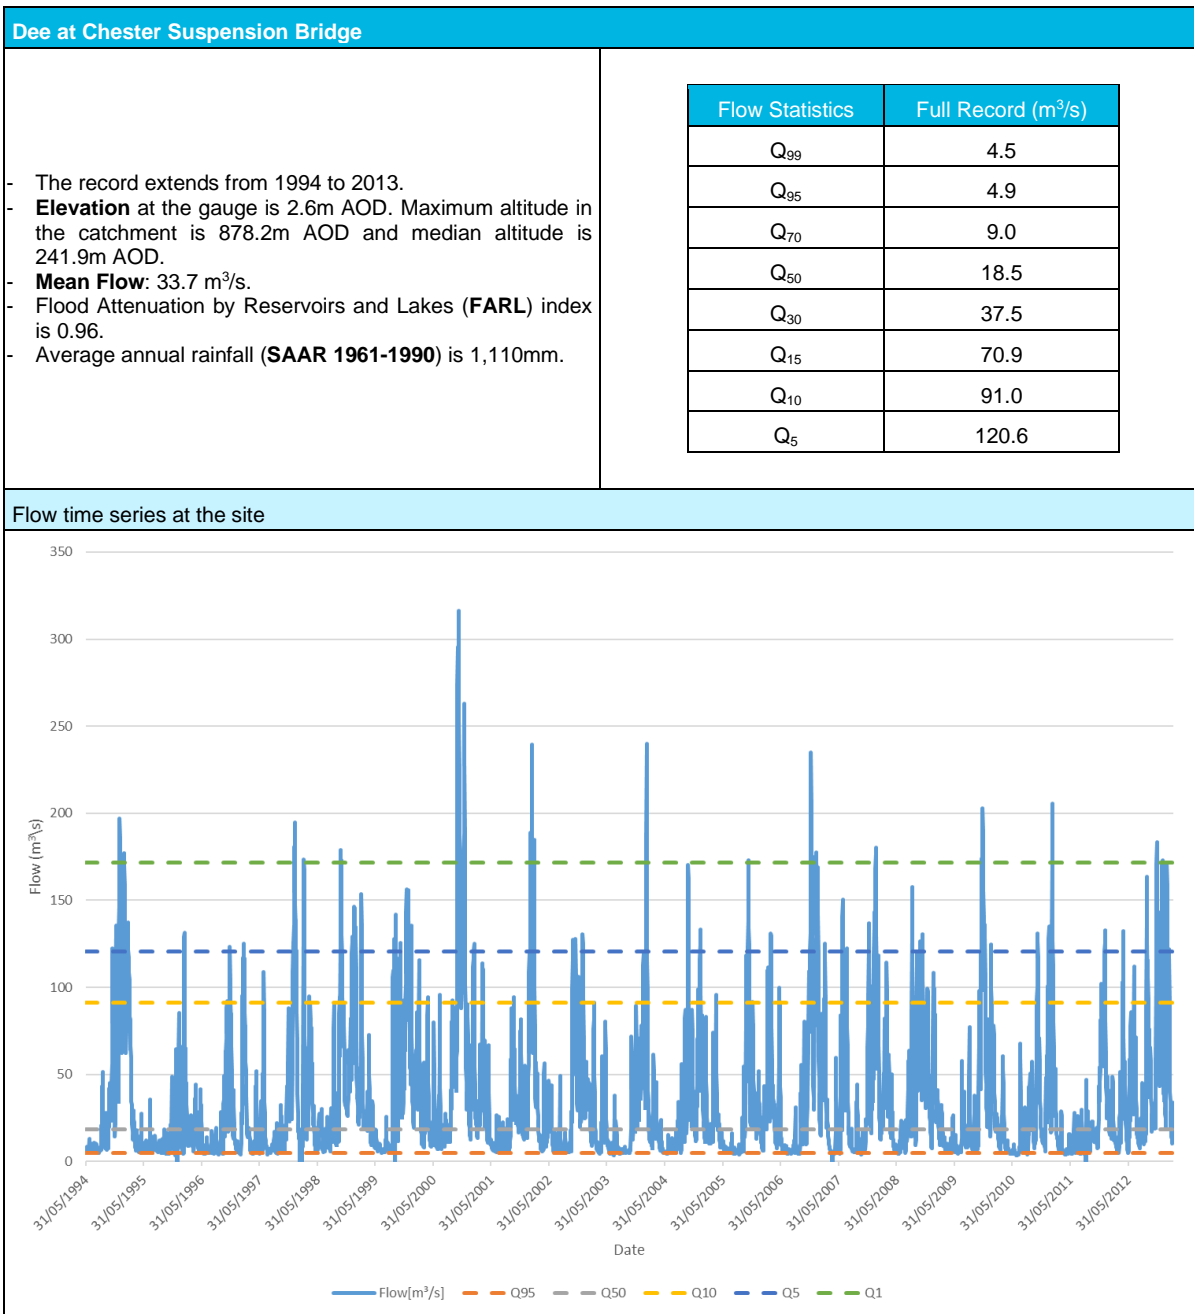 Dee at Chester Suspension Bridge
- The record extends from 1994 to 2013.
- Elevation at the gauge is 2.6m AOD. Maximum altitude in
the catchment is 878.2m AOD and median altitude is
241.9m AOD.
- Mean Flow: 33.7 m³/s.
- Flood Attenuation by Reservoirs and Lakes (FARL) index
is 0.96.
- Average annual rainfall (SAAR 1961-1990) is 1,110mm.
Flow Statistics Full Record (m³/s)
Q₉₉ 4.5
Q₉₅ 4.9
Q₇₀ 9.0
Q₅₀ 18.5
Q₃₀ 37.5
Q₁₅ 70.9
Q₁₀ 91.0
Q₅ 120.6
Flow time series at the site
350
300
250
200
150
100
50
0
Flow (m³\s)
31/05/1994
31/05/1995
31/05/1996
31/05/1997
31/05/1998
31/05/1999
31/05/2000
31/05/2001
31/05/2002
31/05/2003
31/05/2004
31/05/2005
31/05/2006
31/05/2007
31/05/2008
31/05/2009
31/05/2010
31/05/2011
31/05/2012
Date
Flow[m³/s] Q95 Q50 Q10 Q5 Q1